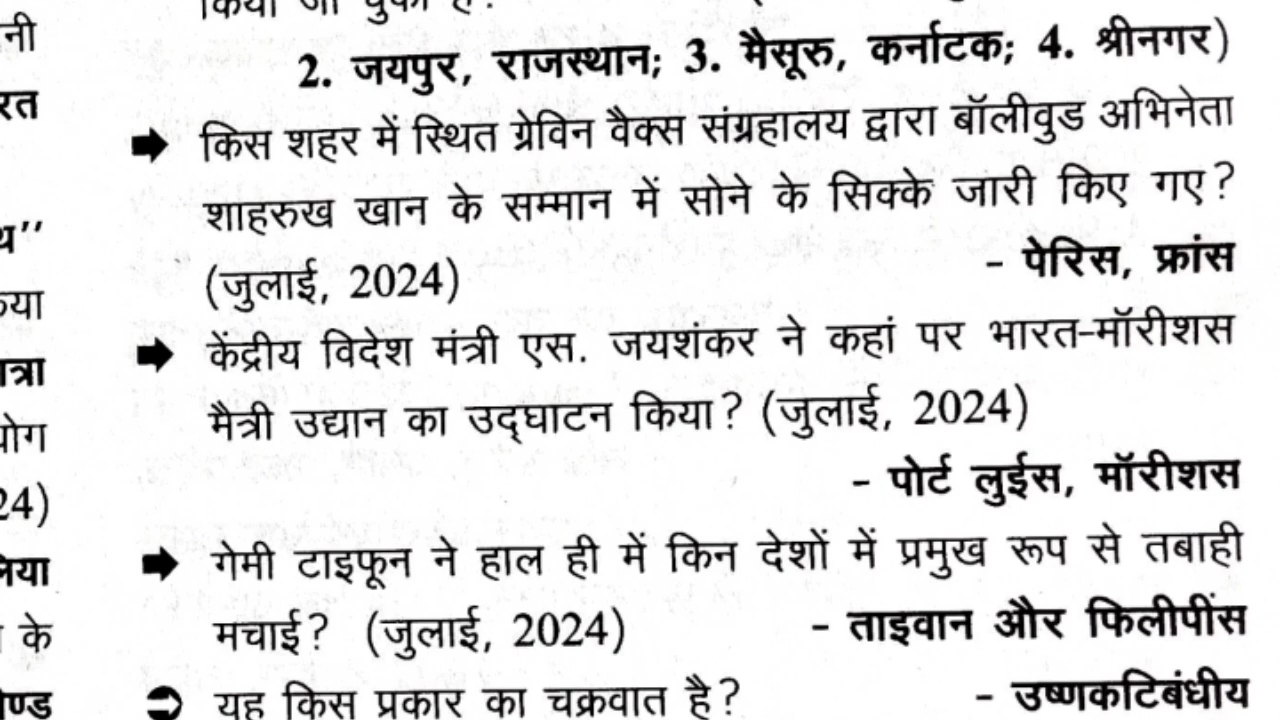 नी
रत
थ''
त्रा
योग
24)
के
ण्ड
2. जयपुर, राजस्थान; 3. मैसूरु, कर्नाटक; 4. श्रीनगर)
➡ किस शहर में स्थित ग्रेविन वैक्स संग्रहालय द्वारा बॉलीवुड अभिनेता
शाहरुख खान के सम्मान में सोने के सिक्के जारी किए गए?
(जुलाई, 2024) - पेरिस, फ्रांस
➡ केंद्रीय विदेश मंत्री एस. जयशंकर ने कहां पर भारत-मॉरीशस
मैत्री उद्यान का उद्घाटन किया? (जुलाई, 2024)
- पोर्ट लुईस, मॉरीशस
➡ गेमी टाइफून ने हाल ही में किन देशों में प्रमुख रूप से तबाही
मचाई? (जुलाई, 2024) - ताइवान और फिलीपींस
⊃ यह किस प्रकार का चक्रवात है? - उष्णकटिबंधीय